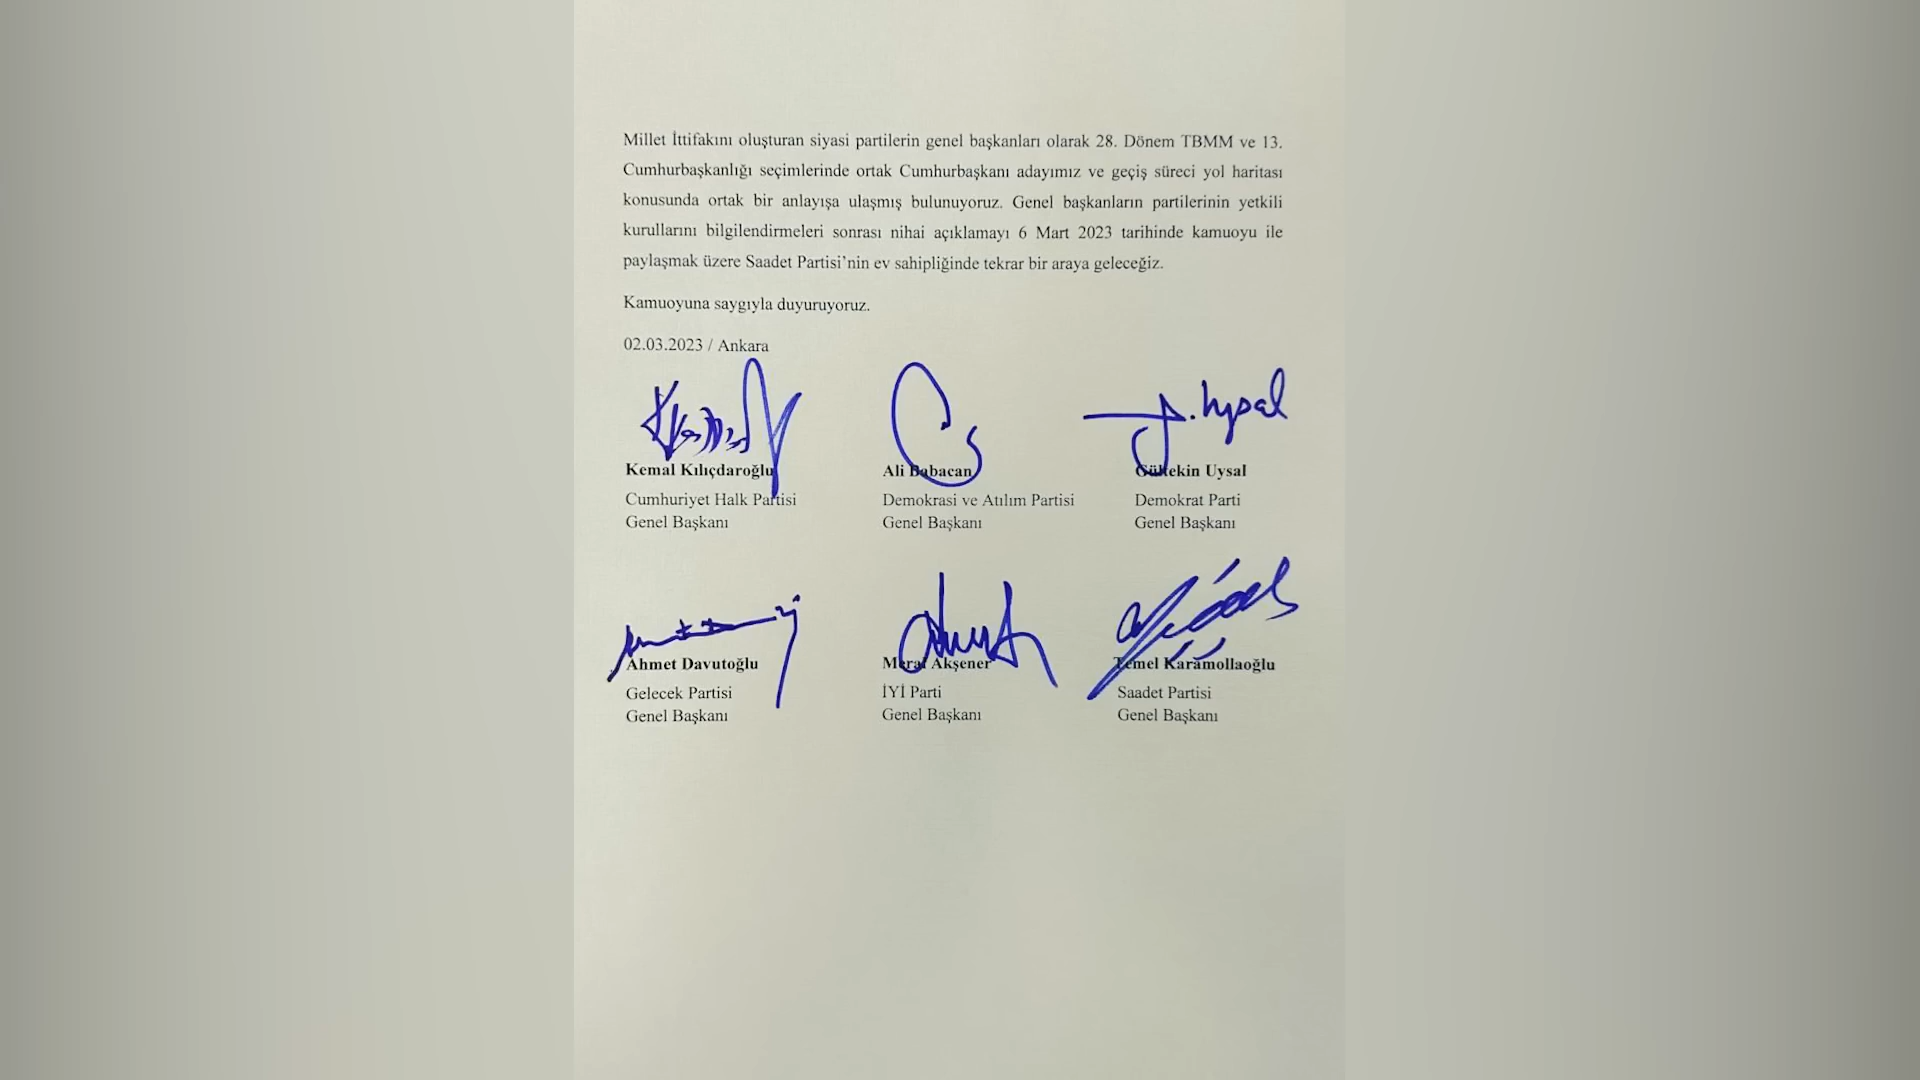 Millet İttifakını oluşturan siyasi partilerin genel başkanları olarak 28. Dönem TBMM ve 13.
Cumhurbaşkanlığı seçimlerinde ortak Cumhurbaşkanı adayımız ve geçiş süreci yol haritası
konusunda ortak bir anlayışa ulaşmış bulunuyoruz. Genel başkanların partilerinin yetkili
kurullarını bilgilendirmeleri sonrası nihai açıklamayı 6 Mart 2023 tarihinde kamuoyu ile
paylaşmak üzere Saadet Partisi’nin ev sahipliğinde tekrar bir araya geleceğiz.
Kamuoyuna saygıyla duyuruyoruz.
02.03.2023 / Ankara
Kemal Kılıçdaroğlu
Cumhuriyet Halk Partisi
Genel Başkanı
Ali Babacan
Demokrasi ve Atılım Partisi
Genel Başkanı
Gültekin Uysal
Demokrat Parti
Genel Başkanı
Ahmet Davutoğlu
Gelecek Partisi
Genel Başkanı
Meral Akşener
İYİ Parti
Genel Başkanı
Temel Karamollaoğlu
Saadet Partisi
Genel Başkanı